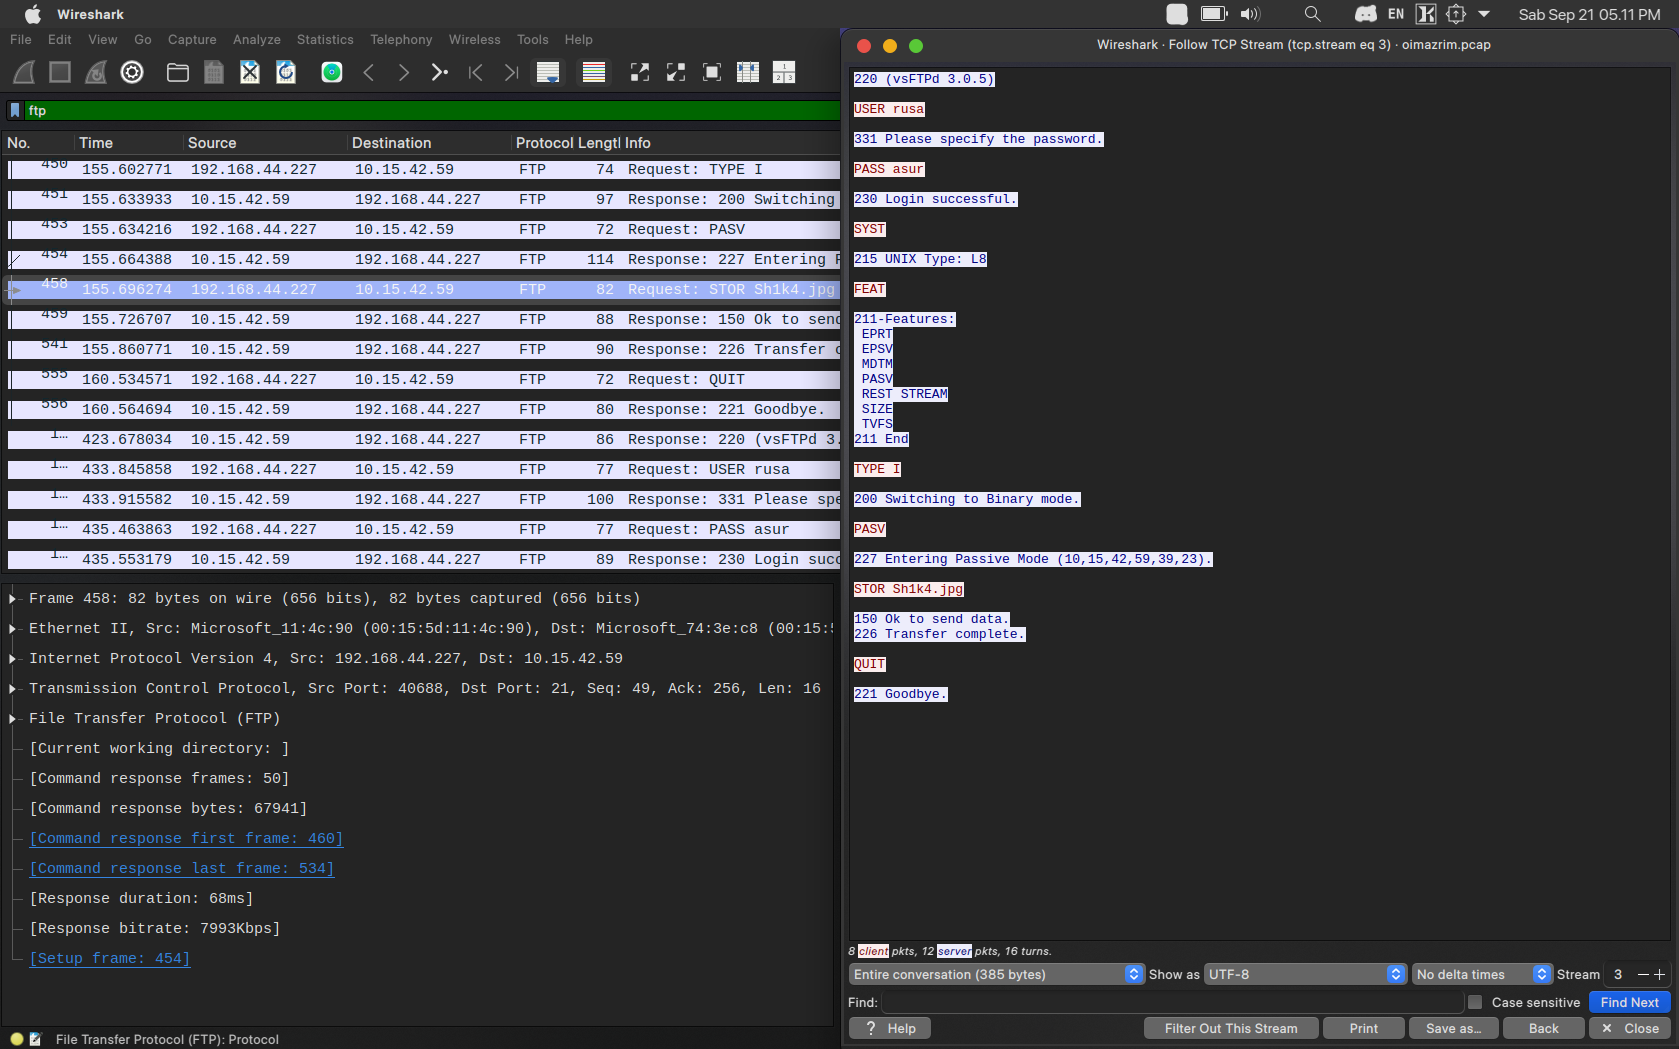 Wireshark
EN
Sab Sep 21 05.11 PM
File Edit View Go Capture Analyze Statistics Telephony Wireless Tools Help
ftp
No. Time Source Destination Protocol Lengtl Info
450 155.602771 192.168.44.227 10.15.42.59 FTP 74 Request: TYPE I
451 155.633933 10.15.42.59 192.168.44.227 FTP 97 Response: 200 Switching
453 155.634216 192.168.44.227 10.15.42.59 FTP 72 Request: PASV
454 155.664388 10.15.42.59 192.168.44.227 FTP 114 Response: 227 Entering
458 155.696274 192.168.44.227 10.15.42.59 FTP 82 Request: STOR Sh1k4.jpg
459 155.726707 10.15.42.59 192.168.44.227 FTP 88 Response: 150 Ok to send
541 155.860771 10.15.42.59 192.168.44.227 FTP 90 Response: 226 Transfer
555 160.534571 192.168.44.227 10.15.42.59 FTP 72 Request: QUIT
556 160.564694 10.15.42.59 192.168.44.227 FTP 80 Response: 221 Goodbye.
1… 423.678034 10.15.42.59 192.168.44.227 FTP 86 Response: 220 (vsFTPd 3.
1… 433.845858 192.168.44.227 10.15.42.59 FTP 77 Request: USER rusa
1… 433.915582 10.15.42.59 192.168.44.227 FTP 100 Response: 331 Please spe
1… 435.463863 192.168.44.227 10.15.42.59 FTP 77 Request: PASS asur
1… 435.553179 10.15.42.59 192.168.44.227 FTP 89 Response: 230 Login succ
Frame 458: 82 bytes on wire (656 bits), 82 bytes captured (656 bits)
Ethernet II, Src: Microsoft_11:4c:90 (00:15:5d:11:4c:90), Dst: Microsoft_74:3e:c8 (00:15:5
Internet Protocol Version 4, Src: 192.168.44.227, Dst: 10.15.42.59
Transmission Control Protocol, Src Port: 40688, Dst Port: 21, Seq: 49, Ack: 256, Len: 16
File Transfer Protocol (FTP)
[Current working directory: ]
[Command response frames: 50]
[Command response bytes: 67941]
[Command response first frame: 460]
[Command response last frame: 534]
[Response duration: 68ms]
[Response bitrate: 7993Kbps]
[Setup frame: 454]
File Transfer Protocol (FTP): Protocol
Wireshark · Follow TCP Stream (tcp.stream eq 3) · oimazrim.pcap
220 (vsFTPd 3.0.5)
USER rusa
331 Please specify the password.
PASS asur
230 Login successful.
SYST
215 UNIX Type: L8
FEAT
211-Features:
EPRT
EPSV
MDTM
PASV
REST STREAM
SIZE
TVFS
211 End
TYPE I
200 Switching to Binary mode.
PASV
227 Entering Passive Mode (10,15,42,59,39,23).
STOR Sh1k4.jpg
150 Ok to send data.
226 Transfer complete.
QUIT
221 Goodbye.
8 client pkts, 12 server pkts, 16 turns.
Entire conversation (385 bytes) Show as UTF-8 No delta times Stream 3
Find: Case sensitive Find Next
? Help Filter Out This Stream Print Save as… Back × Close